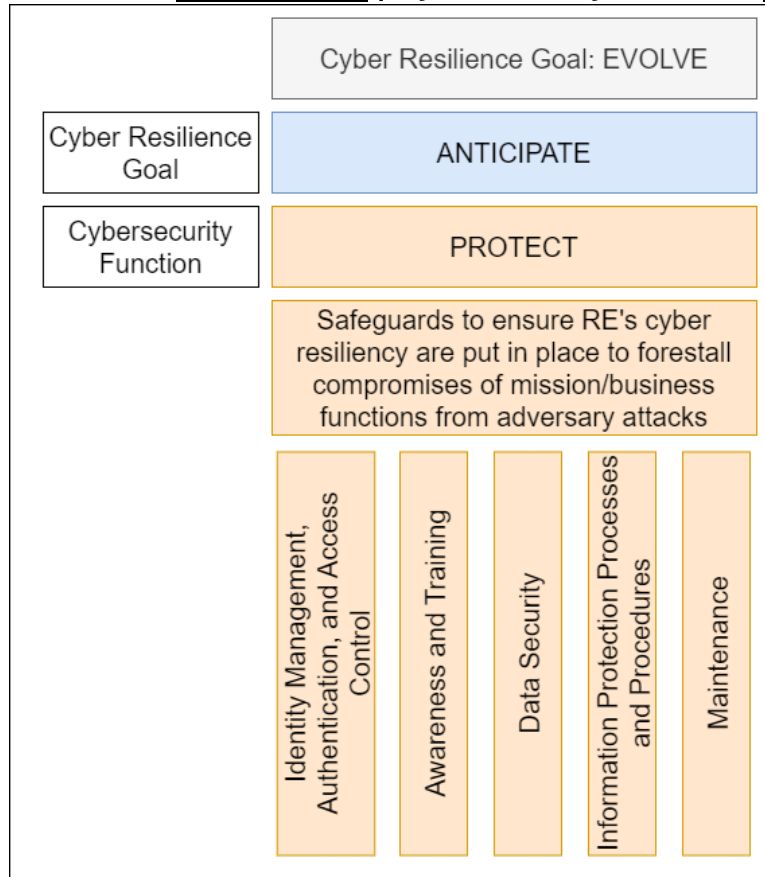 Cyber Resilience Goal: EVOLVE
Cyber Resilience
Goal
ANTICIPATE
Cybersecurity
Function
PROTECT
Safeguards to ensure RE's cyber
resiliency are put in place to forestall
compromises of mission/business
functions from adversary attacks
Identity Management,
Authentication, and Access
Control
Awareness and Training
Data Security
Information Protection Processes
and Procedures
Maintenance